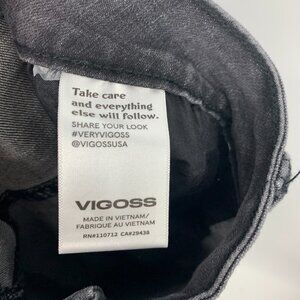 Take care
and everything
else will follow.
SHARE YOUR LOOK
#VERYVIGOSS
@VIGOSSUSA
VIGOSS
MADE IN VIETNAM/
FABRIQUE AU VIETNAM
RN#110712 CA#29438